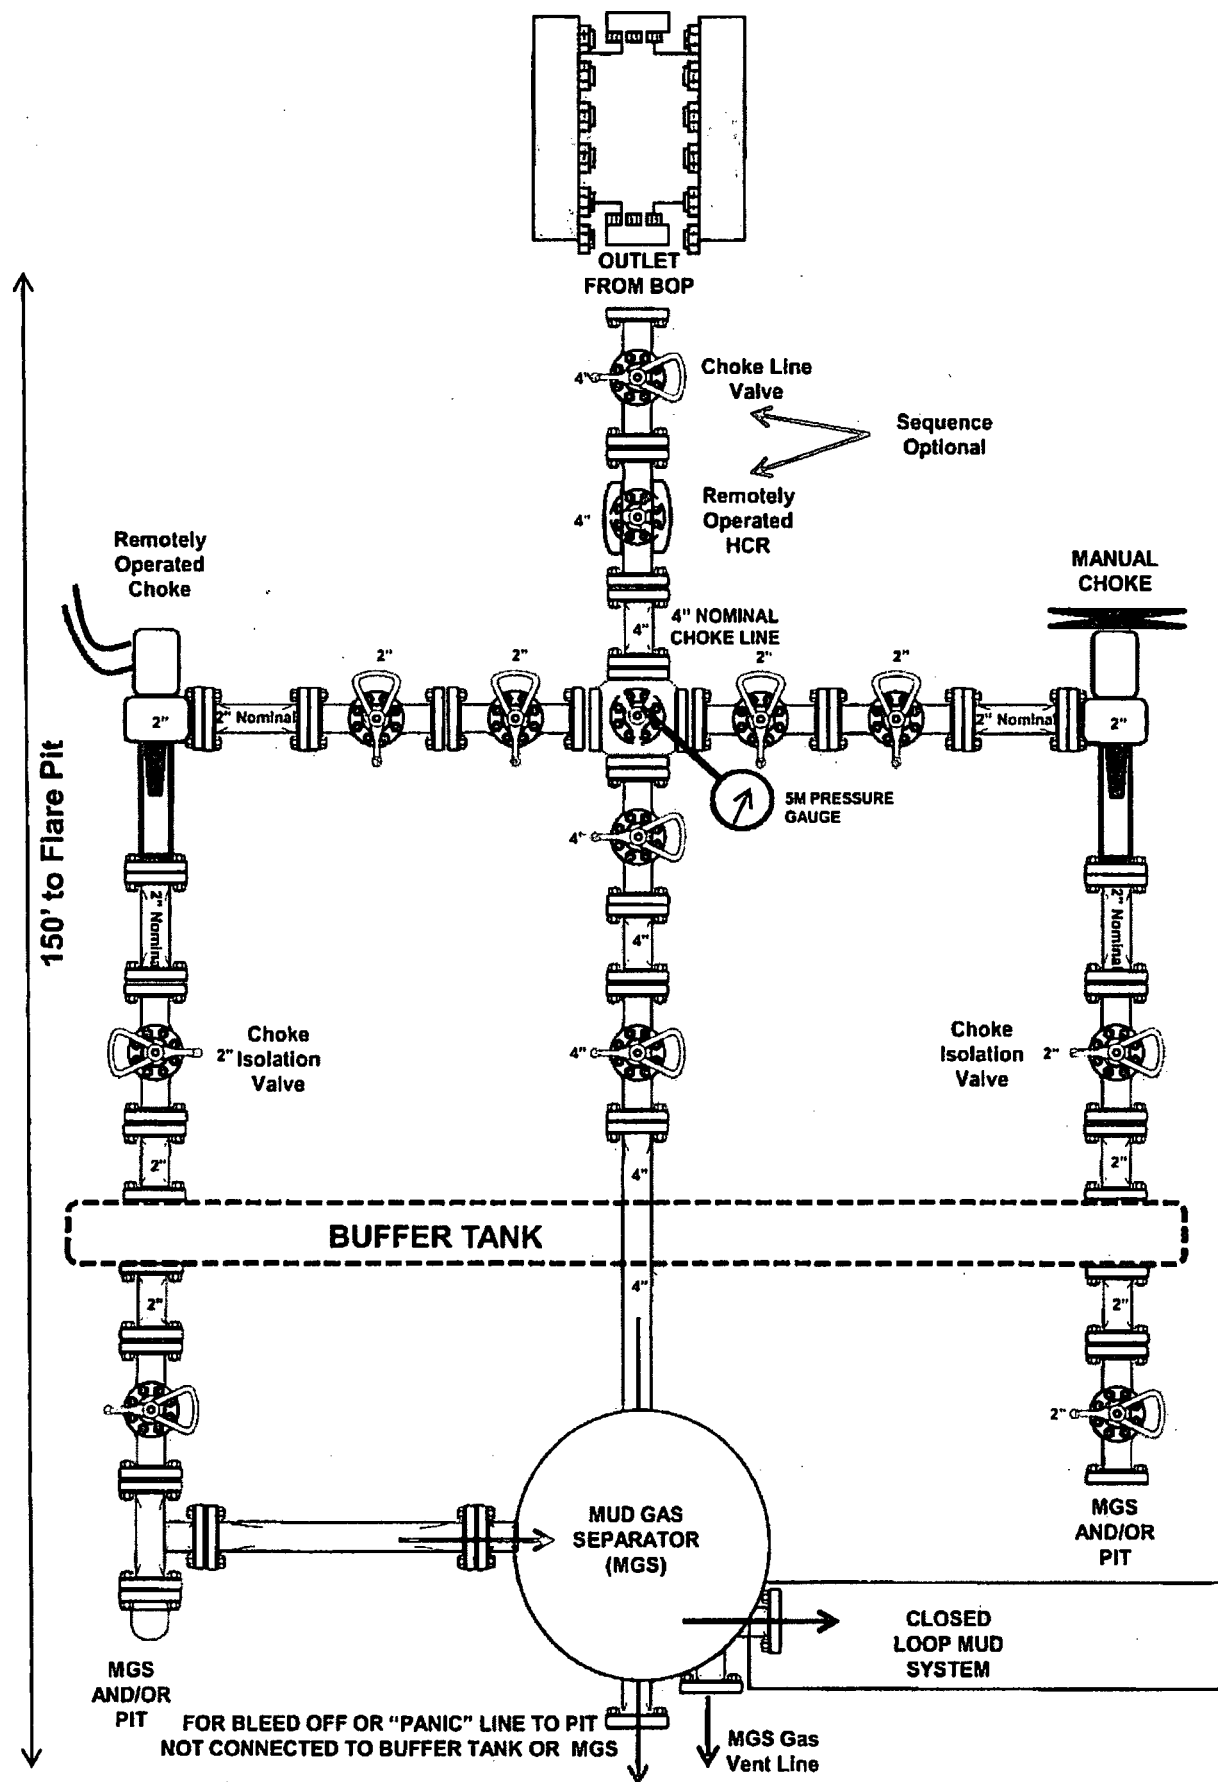 OUTLET
FROM BOP
4"
Choke Line
Valve
Sequence
Optional
4"
Remotely
Operated
HCR
Remotely
Operated
Choke
MANUAL
CHOKE
4"
4" NOMINAL
CHOKE LINE
2"
2"
2"
2"
2"
2" Nominal
2" Nominal
2"
5M PRESSURE
GAUGE
4"
150' to Flare Pit
2" Nominal
4"
2" Nominal
2"
Choke
Isolation
Valve
4"
Choke
Isolation
Valve
2"
2"
4"
2"
BUFFER TANK
4"
2"
2"
2"
MUD GAS
SEPARATOR
(MGS)
MGS
AND/OR
PIT
CLOSED
LOOP MUD
SYSTEM
MGS
AND/OR
PIT
FOR BLEED OFF OR "PANIC" LINE TO PIT
NOT CONNECTED TO BUFFER TANK OR MGS
MGS Gas
Vent Line